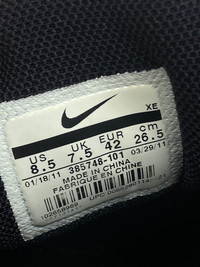 XE
US UK EUR cm
8.5 7.5 42 26.5
01/18/11 385748-101 03/29/11
MADE IN CHINA
FABRIQUE EN CHINE
UPC